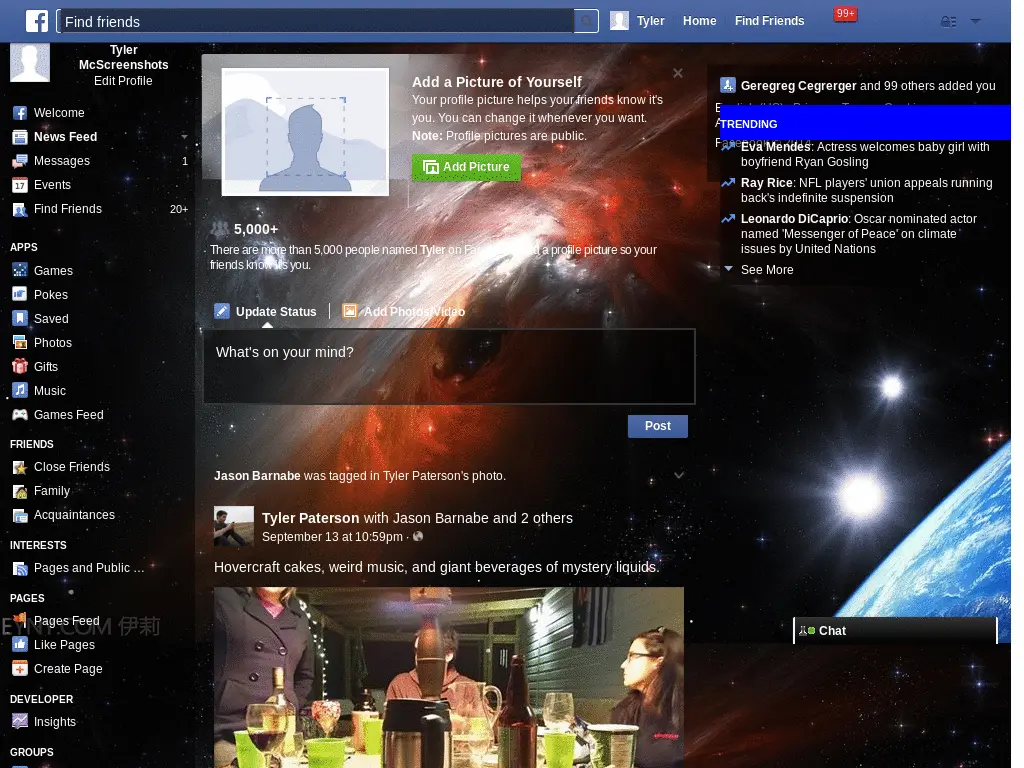 Find friends
Tyler
Home
Find Friends
99+
Tyler
McScreenshots
Edit Profile
Welcome
News Feed
Messages 1
Events
17
Find Friends 20+
APPS
Games
Pokes
Saved
Photos
Gifts
Music
Games Feed
FRIENDS
Close Friends
Family
Acquaintances
INTERESTS
Pages and Public ...
PAGES
Pages Feed
Like Pages
Create Page
DEVELOPER
Insights
GROUPS
.COM 伊莉
Add a Picture of Yourself
Your profile picture helps your friends know it's
you. You can change it whenever you want.
Note: Profile pictures are public.
Add Picture
5,000+
There are more than 5,000 people named Tyler on a profile picture so your
friends know it's you.
Update Status
Add Photos/Video
What's on your mind?
Post
Jason Barnabe was tagged in Tyler Paterson's photo.
Tyler Paterson with Jason Barnabe and 2 others
September 13 at 10:59pm ·
Hovercraft cakes, weird music, and giant beverages of mystery liquids.
Geregreg Cegrerger and 99 others added you
TRENDING
Eva Mendes: Actress welcomes baby girl with
boyfriend Ryan Gosling
Ray Rice: NFL players' union appeals running
back's indefinite suspension
Leonardo DiCaprio: Oscar nominated actor
named 'Messenger of Peace' on climate
issues by United Nations
See More
Chat